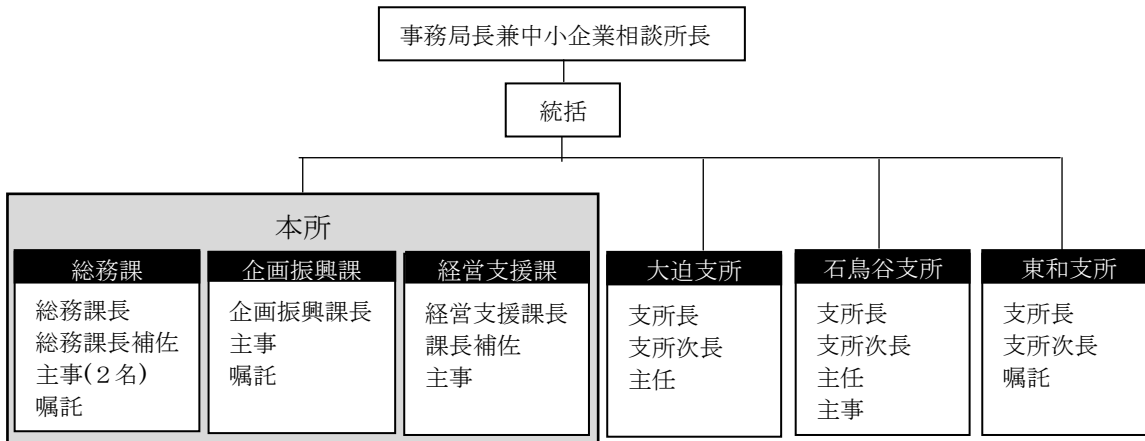 事務局長兼中小企業相談所長
統括
本所
総務課
総務課長
総務課長補佐
主事(２名)
嘱託
企画振興課
企画振興課長
主事
嘱託
経営支援課
経営支援課長
課長補佐
主事
大迫支所
支所長
支所次長
主任
石鳥谷支所
支所長
支所次長
主任
主事
東和支所
支所長
支所次長
嘱託